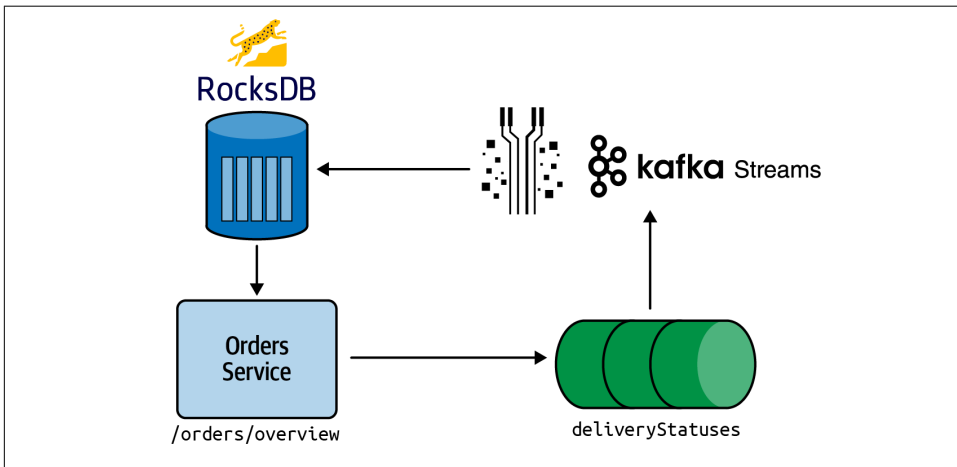 RocksDB
kafka Streams
Orders
Service
/orders/overview
deliveryStatuses